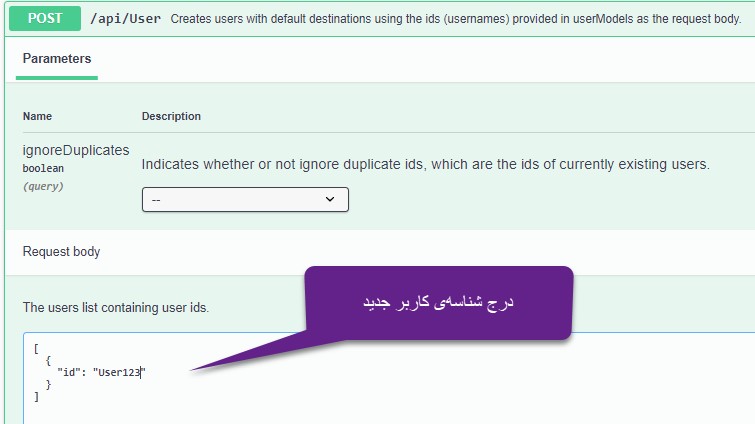 POST /api/User Creates users with default destinations using the ids (usernames) provided in userModels as the request body.
Parameters
Name Description
ignoreDuplicates
boolean
(query)
Indicates whether or not ignore duplicate ids, which are the ids of currently existing users.
--
Request body
درج شناسه‌ی کاربر جدید
The users list containing user ids.
[
{
"id": "User123"
}
]